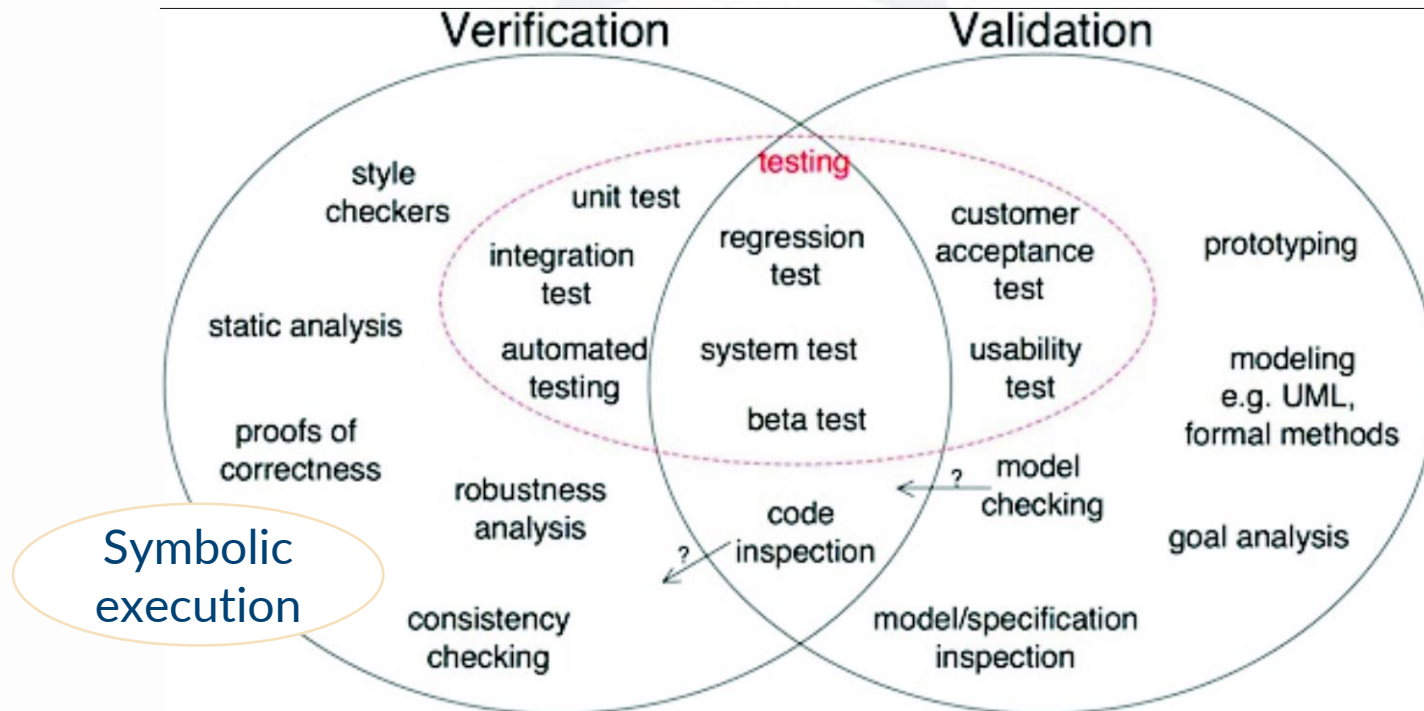 Verification
Validation
testing
style
checkers
unit test
integration
test
automated
testing
static analysis
proofs of
correctness
robustness
analysis
Symbolic
execution
consistency
checking
regression
test
system test
beta test
code
inspection
?
customer
acceptance
test
usability
test
model
checking
?
model/specification
inspection
prototyping
modeling
e.g. UML,
formal methods
goal analysis